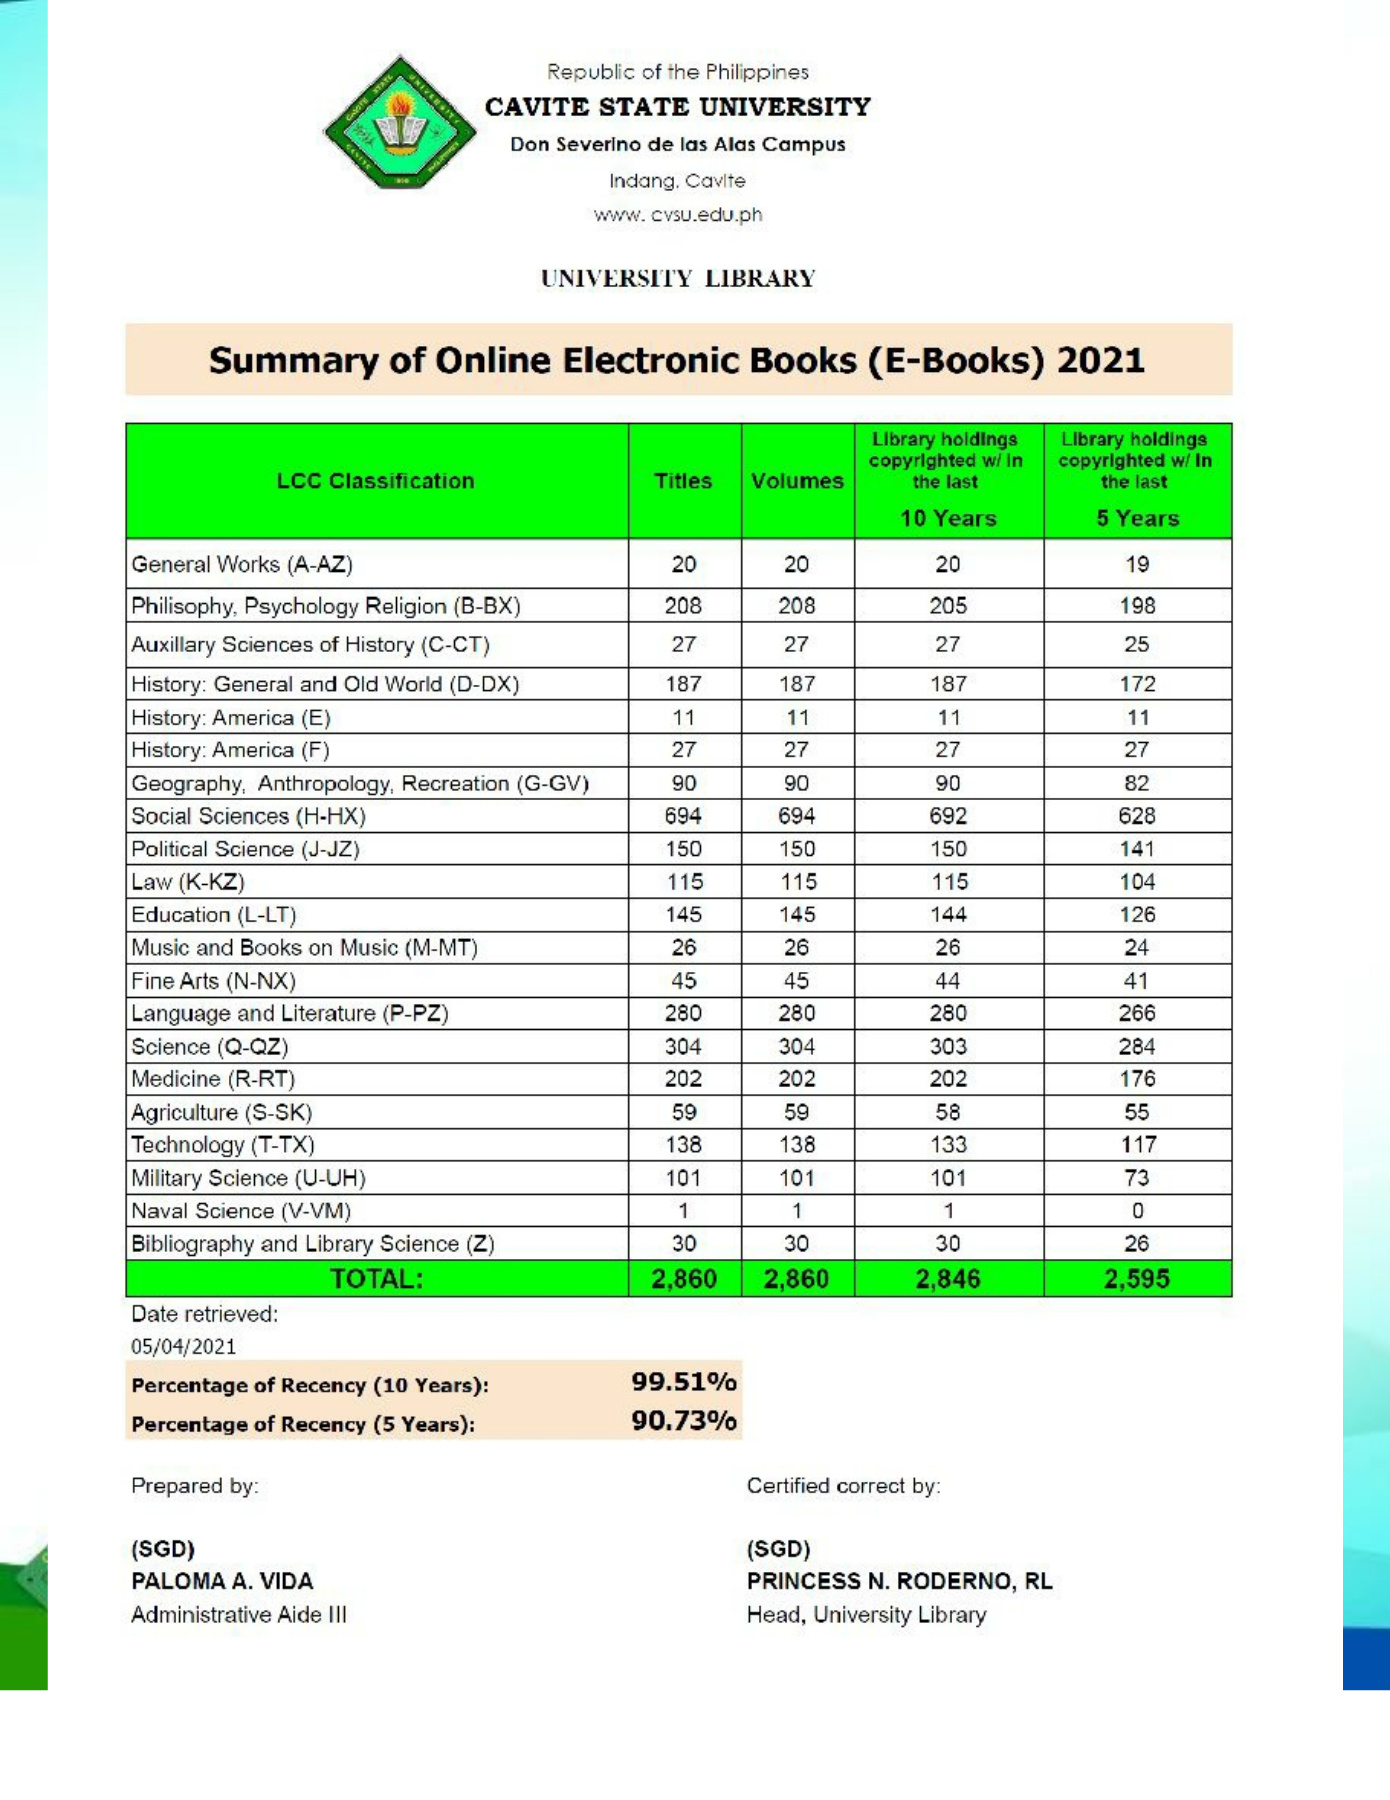 Republic of the Philippines
CAVITE STATE UNIVERSITY
Don Severino de las Alas Campus
Indang, Cavite
www. cvsu.edu.ph
UNIVERSITY LIBRARY
Summary of Online Electronic Books (E-Books) 2021
LCC Classification Titles Volumes Library holdings copyrighted w/ in the last 10 Years Library holdings copyrighted w/ in the last 5 Years
General Works (A-AZ) 20 20 20 19
Philisophy, Psychology Religion (B-BX) 208 208 205 198
Auxillary Sciences of History (C-CT) 27 27 27 25
History: General and Old World (D-DX) 187 187 187 172
History: America (E) 11 11 11 11
History: America (F) 27 27 27 27
Geography, Anthropology, Recreation (G-GV) 90 90 90 82
Social Sciences (H-HX) 694 694 692 628
Political Science (J-JZ) 150 150 150 141
Law (K-KZ) 115 115 115 104
Education (L-LT) 145 145 144 126
Music and Books on Music (M-MT) 26 26 26 24
Fine Arts (N-NX) 45 45 44 41
Language and Literature (P-PZ) 280 280 280 266
Science (Q-QZ) 304 304 303 284
Medicine (R-RT) 202 202 202 176
Agriculture (S-SK) 59 59 58 55
Technology (T-TX) 138 138 133 117
Military Science (U-UH) 101 101 101 73
Naval Science (V-VM) 1 1 1 0
Bibliography and Library Science (Z) 30 30 30 26
TOTAL: 2,860 2,860 2,846 2,595
Date retrieved:
05/04/2021
Percentage of Recency (10 Years): 99.51%
Percentage of Recency (5 Years): 90.73%
Prepared by: Certified correct by:
(SGD) (SGD)
PALOMA A. VIDA PRINCESS N. RODERNO, RL
Administrative Aide III Head, University Library